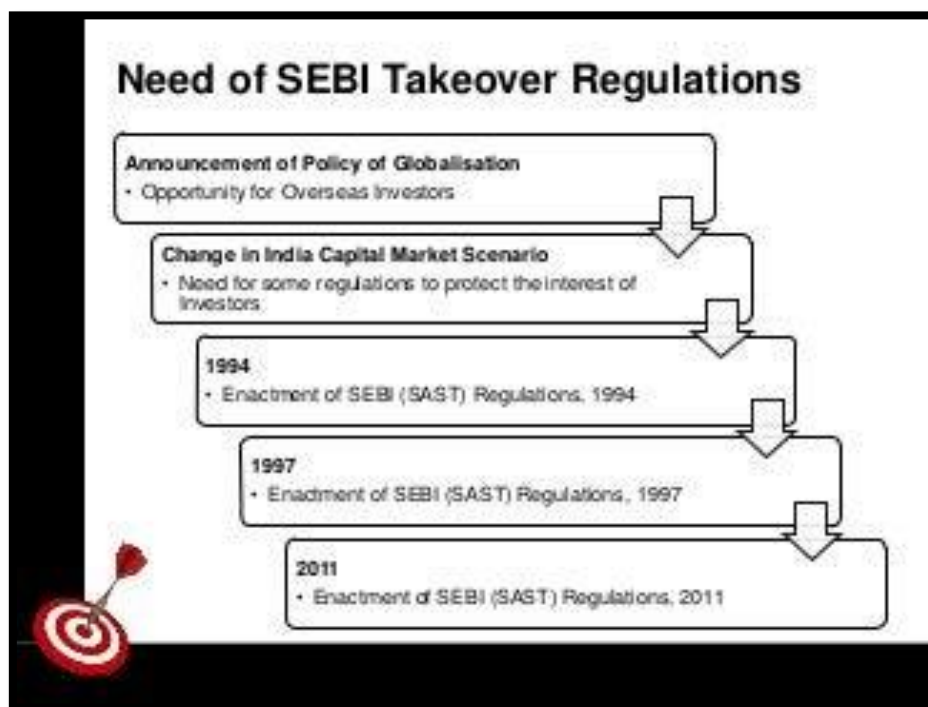 Need of SEBI Takeover Regulations
Announcement of Policy of Globalisation
• Opportunity for Overseas Investors
Change in India Capital Market Scenario
• Need for some regulations to protect the interest of
Investors
1994
• Enactment of SEBI (SAST) Regulations, 1994
1997
• Enactment of SEBI (SAST) Regulations, 1997
2011
• Enactment of SEBI (SAST) Regulations, 2011